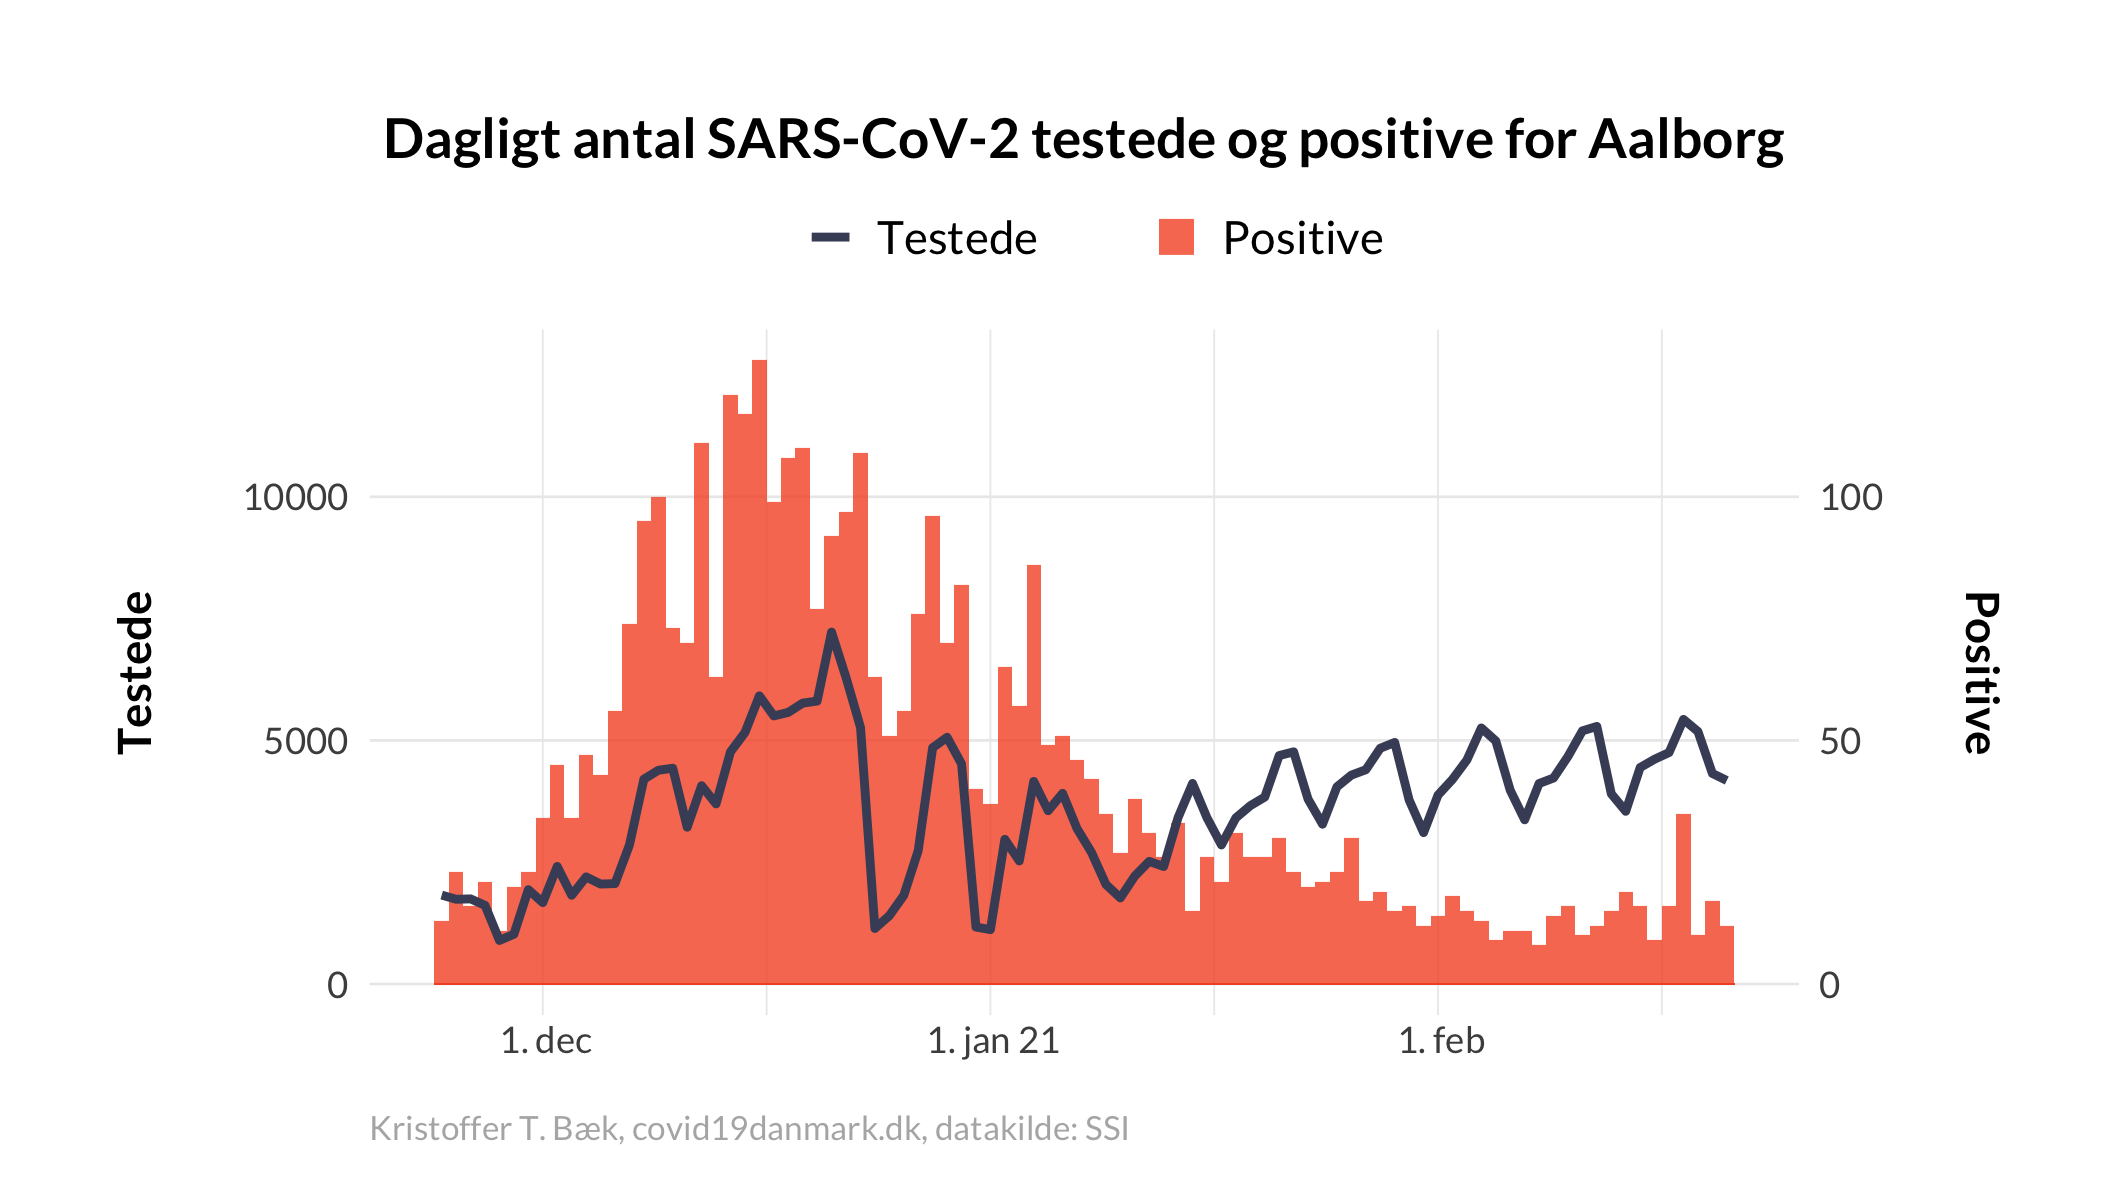 Dagligt antal SARS-CoV-2 testede og positive for Aalborg
Testede
Positive
10000
5000
0
100
50
0
Testede
Positive
1. dec
1. jan 21
1. feb
Kristoffer T. Bæk, covid19danmark.dk, datakilde: SSI